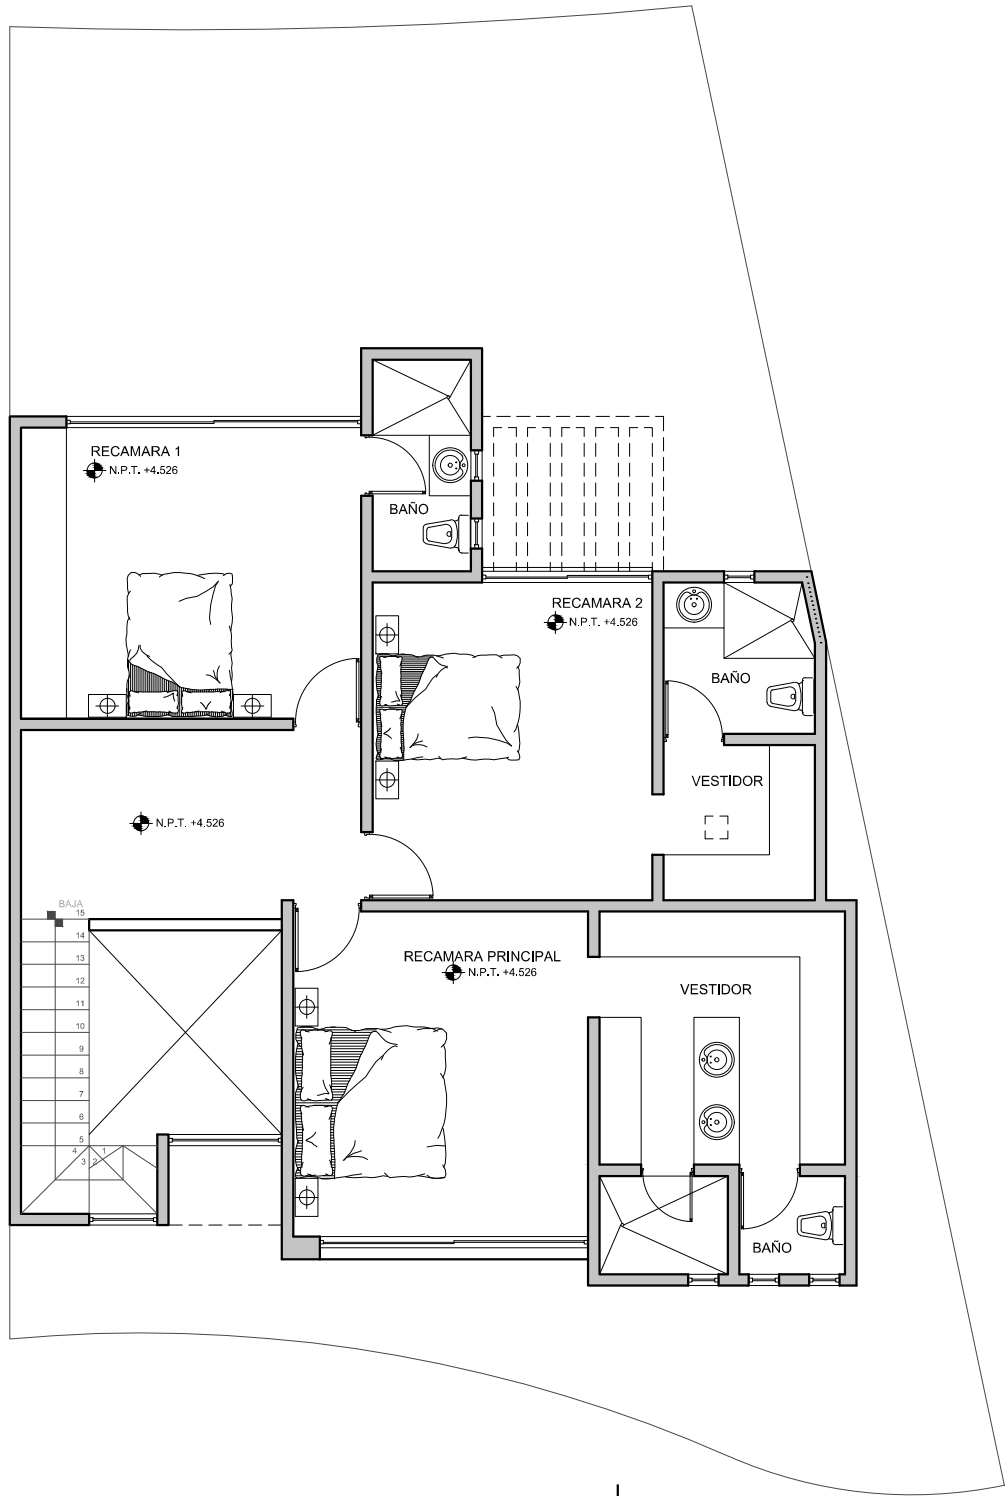 RECAMARA 1
N.P.T. +4.526
BAÑO
RECAMARA 2
N.P.T. +4.526
BAÑO
VESTIDOR
N.P.T. +4.526
BAJA
15
14
13
12
11
10
9
8
7
6
5
4
3
2
1
RECAMARA PRINCIPAL
N.P.T. +4.526
VESTIDOR
BAÑO